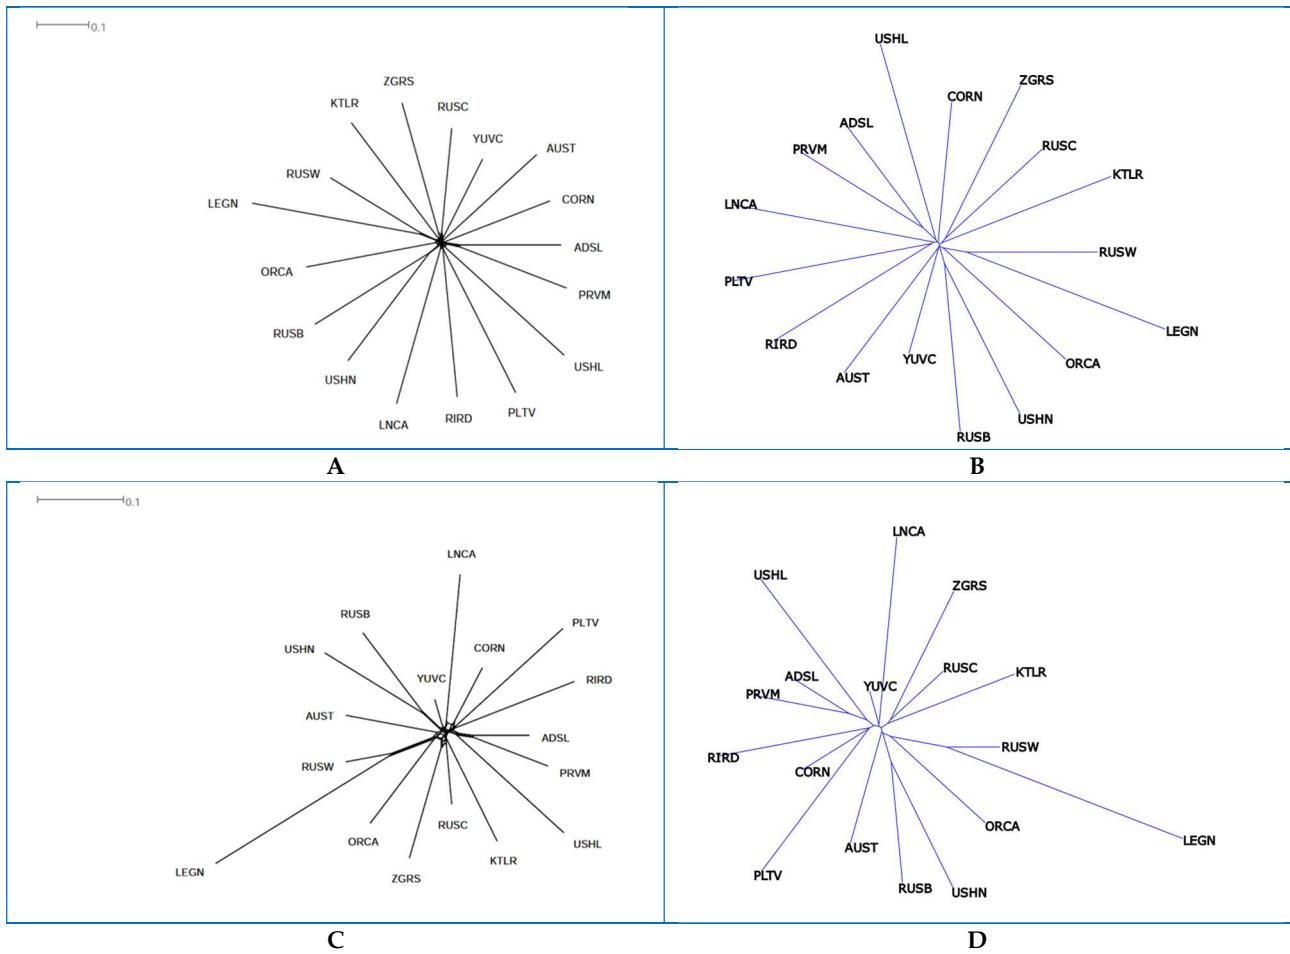 0.1
ZGRS
KTLR
RUSC
YUVC
AUST
RUSW
CORN
LEGN
ADSL
ORCA
PRVM
RUSB
USHL
USHN
PLTV
RIRD
LNCA
A
USHL
ZGRS
CORN
ADSL
RUSC
PRVM
KTLR
LNCA
RUSW
PLTV
LEGN
RIRD
YUVC
ORCA
AUST
USHN
RUSB
B
0.1
LNCA
RUSB
PLTV
USHN
CORN
YUVC
RIRD
AUST
ADSL
RUSW
PRVM
RUSC
ORCA
USHL
KTLR
LEGN
ZGRS
C
LNCA
USHL
ZGRS
RUSC
KTLR
ADSL
YUVC
PRVM
RUSW
RIRD
CORN
ORCA
LEGN
AUST
PLTV
RUSB
USHN
D